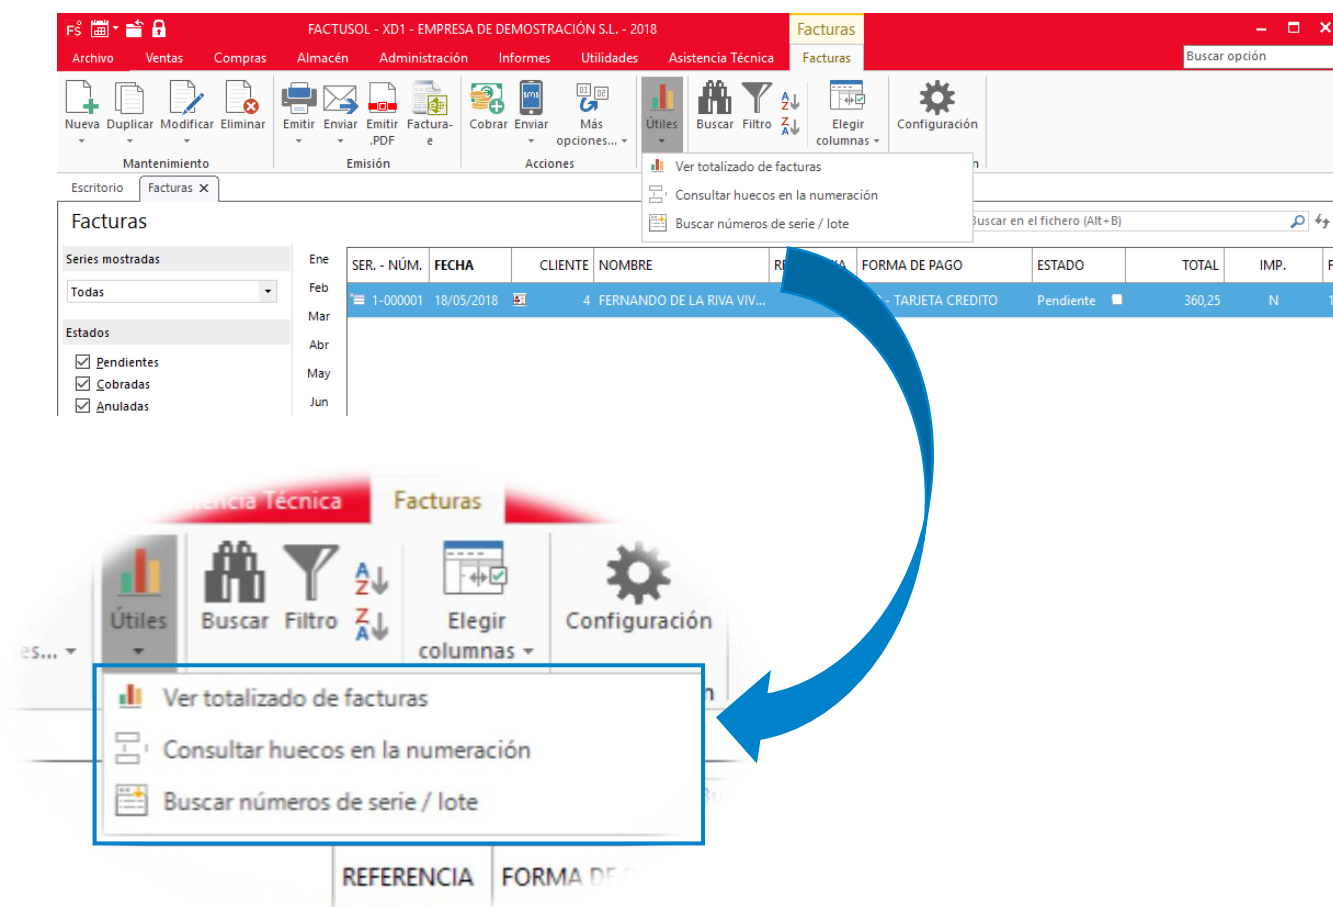 FS FACTUSOL - XD1 - EMPRESA DE DEMOSTRACIÓN S.L. - 2018 Facturas
Archivo Ventas Compras Almacén Administración Informes Utilidades Asistencia Técnica Facturas Buscar opción
Nueva Duplicar Modificar Eliminar Emitir Enviar Emitir .PDF Factura-e Cobrar Enviar Más opciones... Útiles Buscar Filtro Elegir columnas Configuración
Mantenimiento Emisión Acciones
Ver totalizado de facturas
Consultar huecos en la numeración
Buscar números de serie / lote
Escritorio Facturas
Facturas
Buscar en el fichero (Alt+B)
Series mostradas
Todas
Estados
Pendientes
Cobradas
Anuladas
Ene
Feb
Mar
Abr
May
Jun
SER. - NÚM. FECHA CLIENTE NOMBRE FORMA DE PAGO ESTADO TOTAL IMP.
1-000001 18/05/2018 4 FERNANDO DE LA RIVA VIV... - TARJETA CREDITO Pendiente 360,25 N
Técnica Facturas
Útiles Buscar Filtro Elegir columnas Configuración
Ver totalizado de facturas
Consultar huecos en la numeración
Buscar números de serie / lote
REFERENCIA FORMA DE